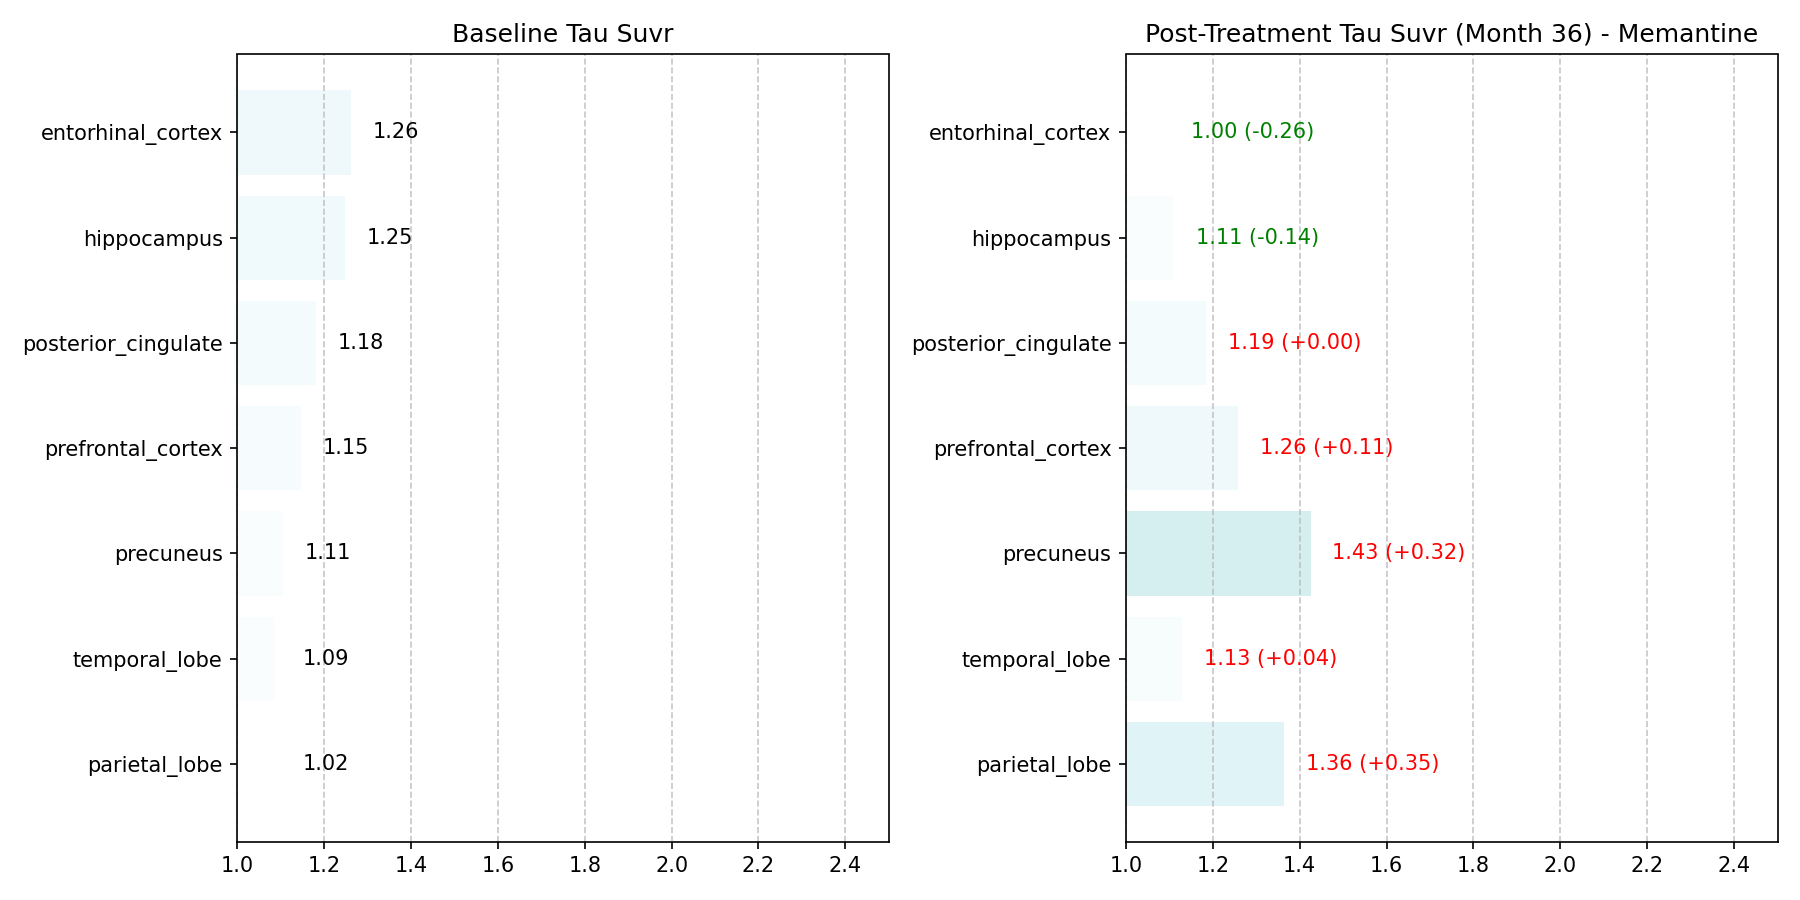 Baseline Tau Suvr
entorhinal_cortex 1.26
hippocampus 1.25
posterior_cingulate 1.18
prefrontal_cortex 1.15
precuneus 1.11
temporal_lobe 1.09
parietal_lobe 1.02
1.0 1.2 1.4 1.6 1.8 2.0 2.2 2.4
Post-Treatment Tau Suvr (Month 36) - Memantine
entorhinal_cortex 1.00 (-0.26)
hippocampus 1.11 (-0.14)
posterior_cingulate 1.19 (+0.00)
prefrontal_cortex 1.26 (+0.11)
precuneus 1.43 (+0.32)
temporal_lobe 1.13 (+0.04)
parietal_lobe 1.36 (+0.35)
1.0 1.2 1.4 1.6 1.8 2.0 2.2 2.4